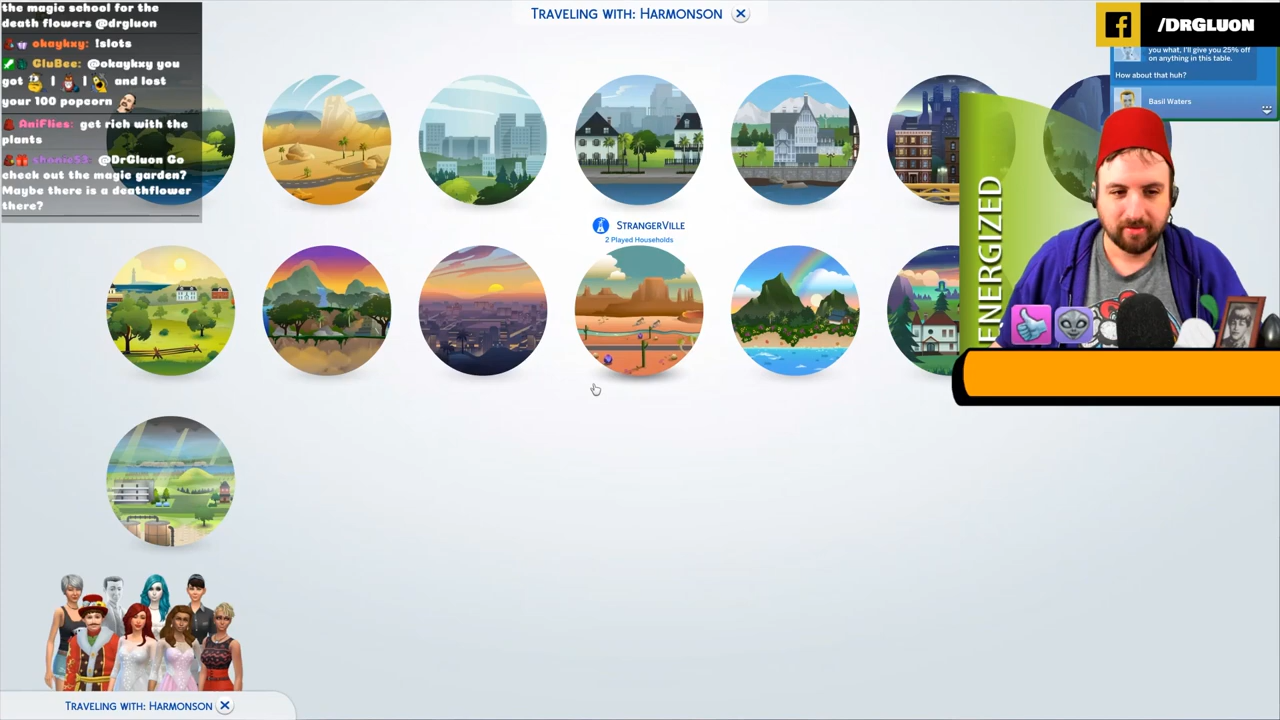 the magic school for the
death flowers @drgluon
okaykxy: !slots
GluBee: @okaykxy you
got | | and lost
your 100 popcorn
AniFlies: get rich with the
plants
@DrGluon Go
check out the magic garden?
Maybe there is a deathflower
there?
TRAVELING WITH: HARMONSON
/DRGLUON
you what, I'll give you 25% off
on anything in this table.
How about that huh?
Basil Waters
STRANGERVILLE
2 Played Households
ENERGIZED
TRAVELING WITH: HARMONSON